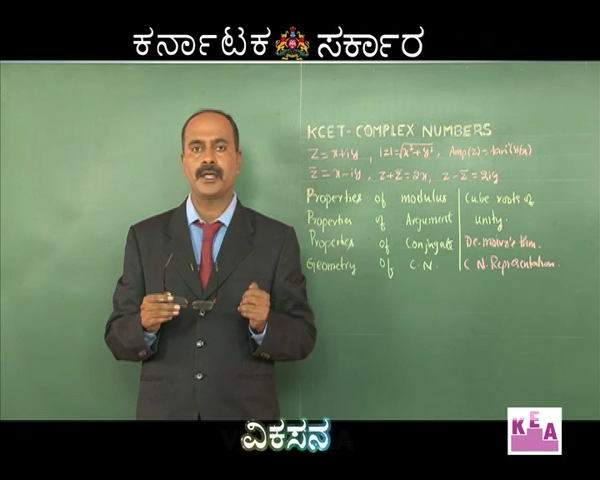 ಕರ್ನಾಟಕ ಸರ್ಕಾರ
KCET-COMPLEX NUMBERS
Z=x+iy, |z|=√x²+y², Amp(z)=tan⁻¹(y/x)
z̅=x-iy, z+z̅=2x, z-z̅=2iy
Properties of modulus
Properties of Argument
Properties of Conjugate
Geometry of C.N.
Cube roots of
unity.
De-moivre's thm.
C N. Representation.
ವಿಕಸನ
KEA